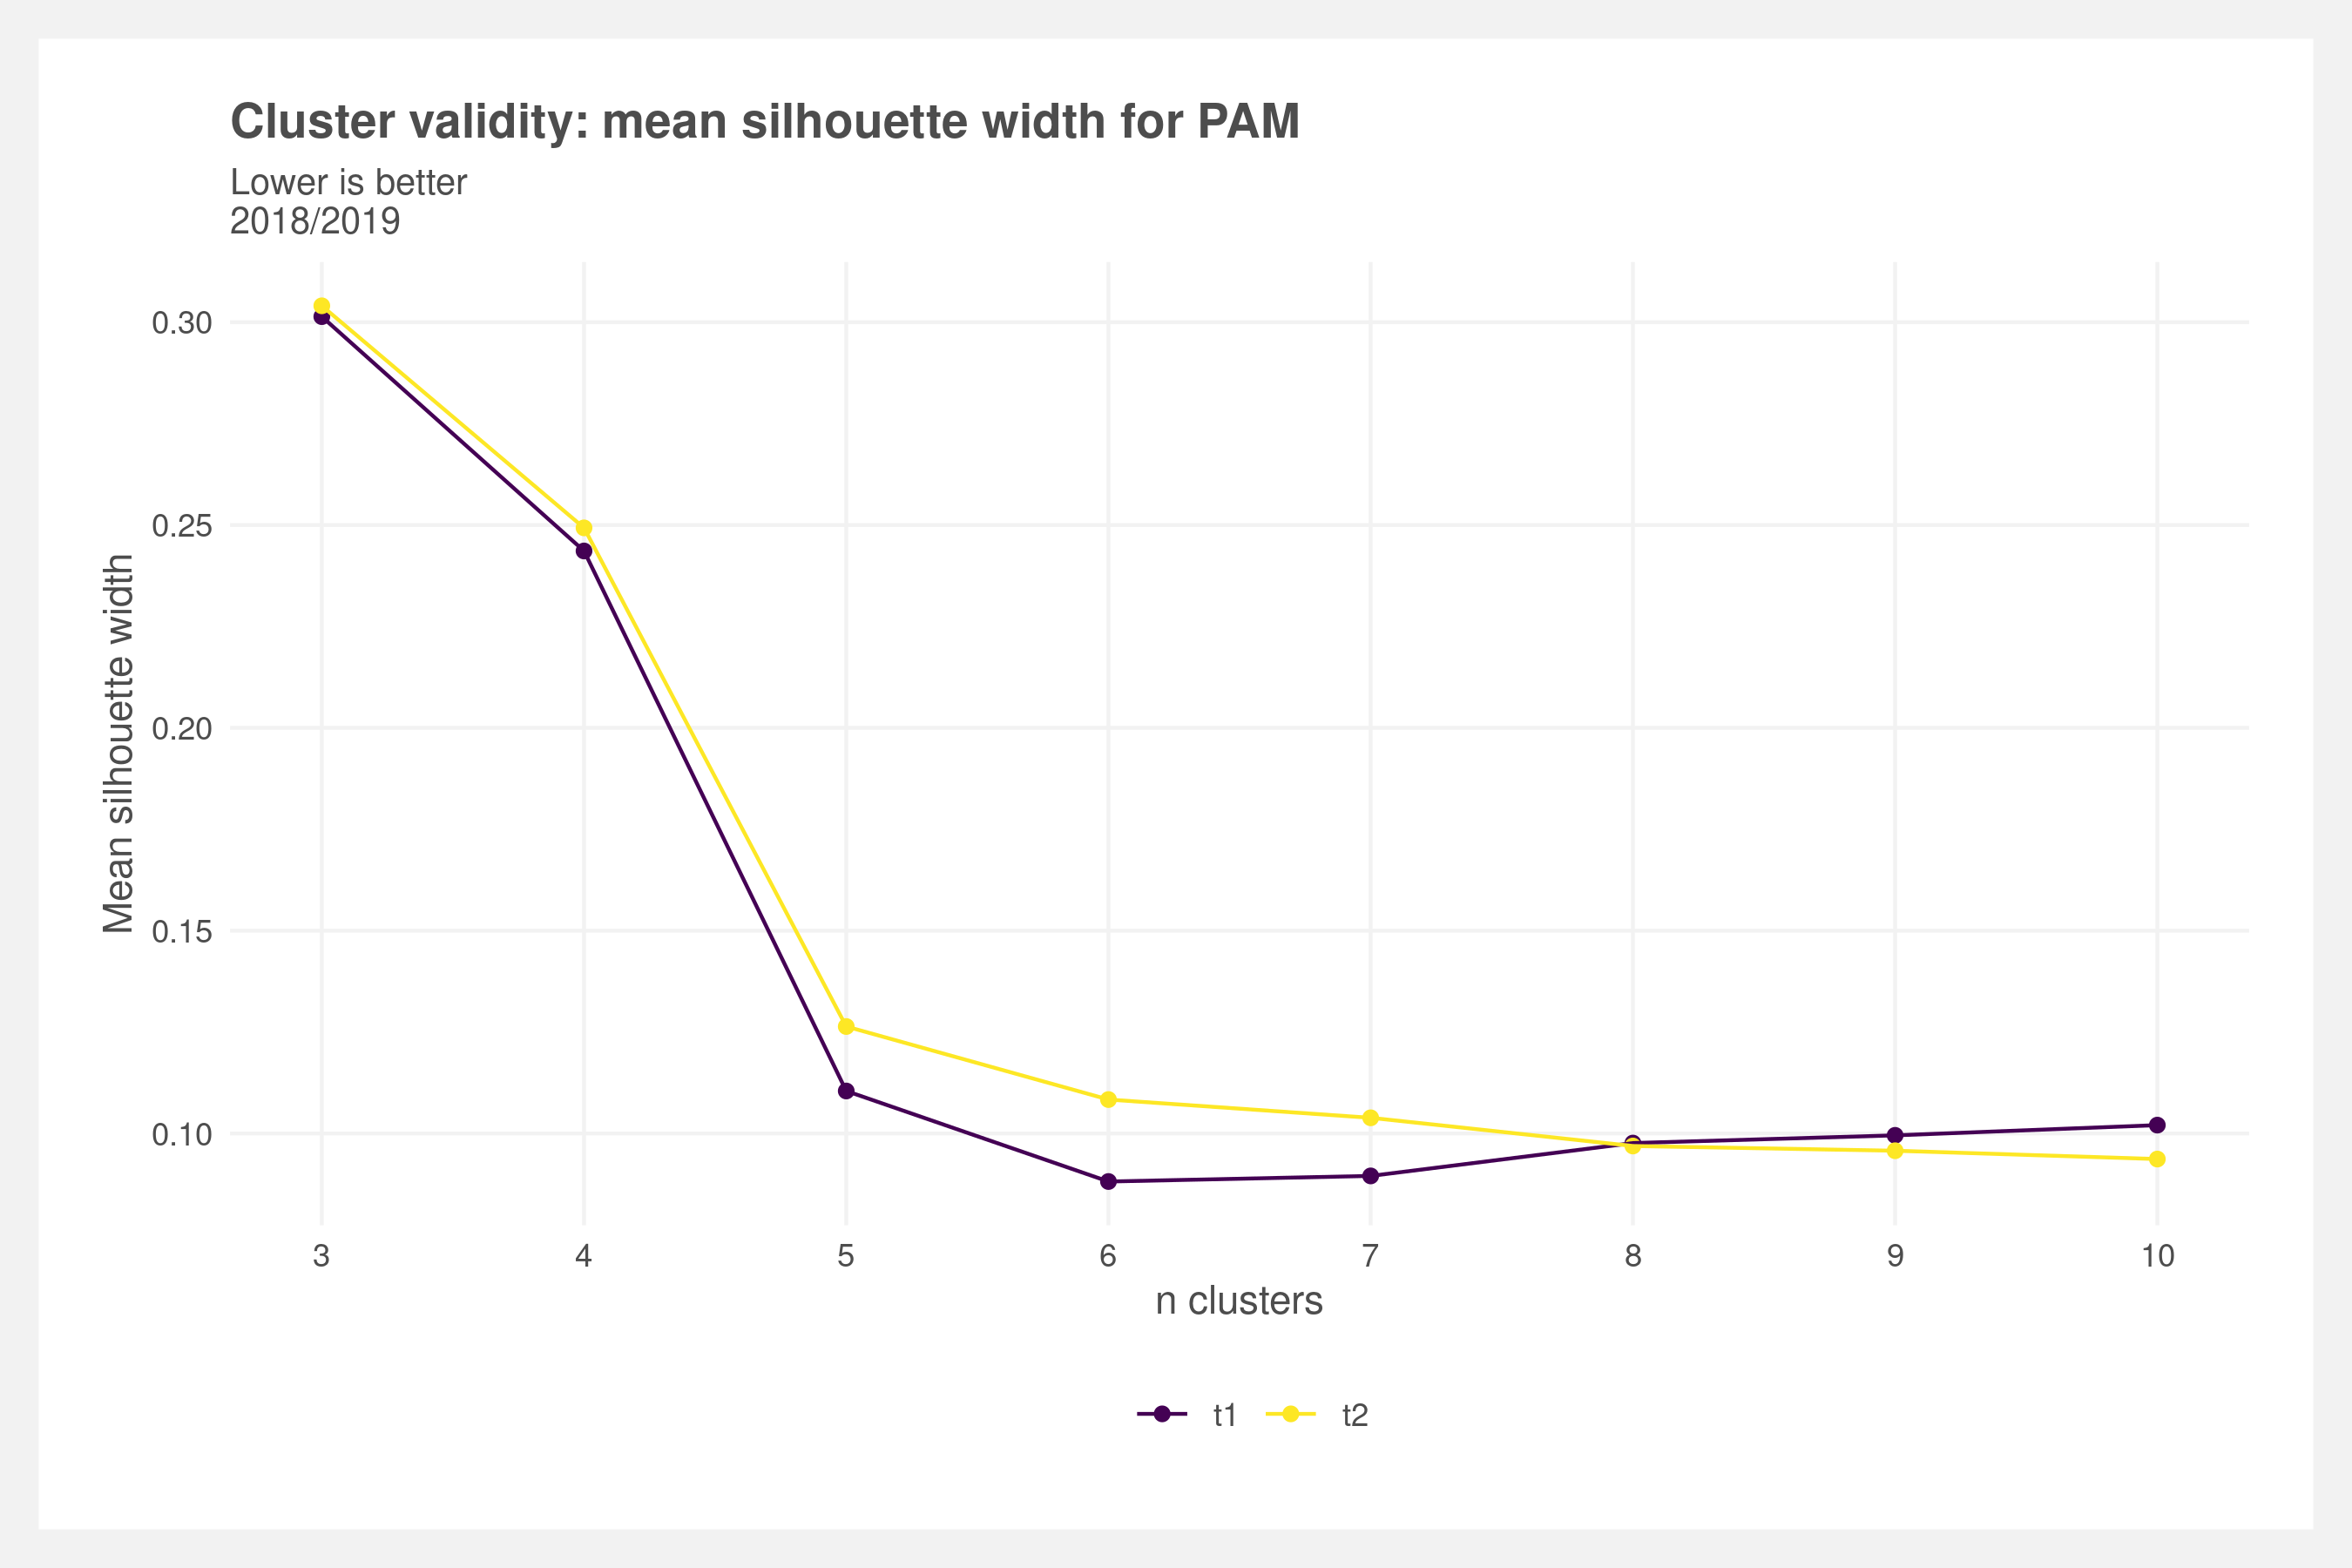 Cluster validity: mean silhouette width for PAM
Lower is better
2018/2019
Mean silhouette width
0.30
0.25
0.20
0.15
0.10
3 4 5 6 7 8 9 10
n clusters
t1 t2